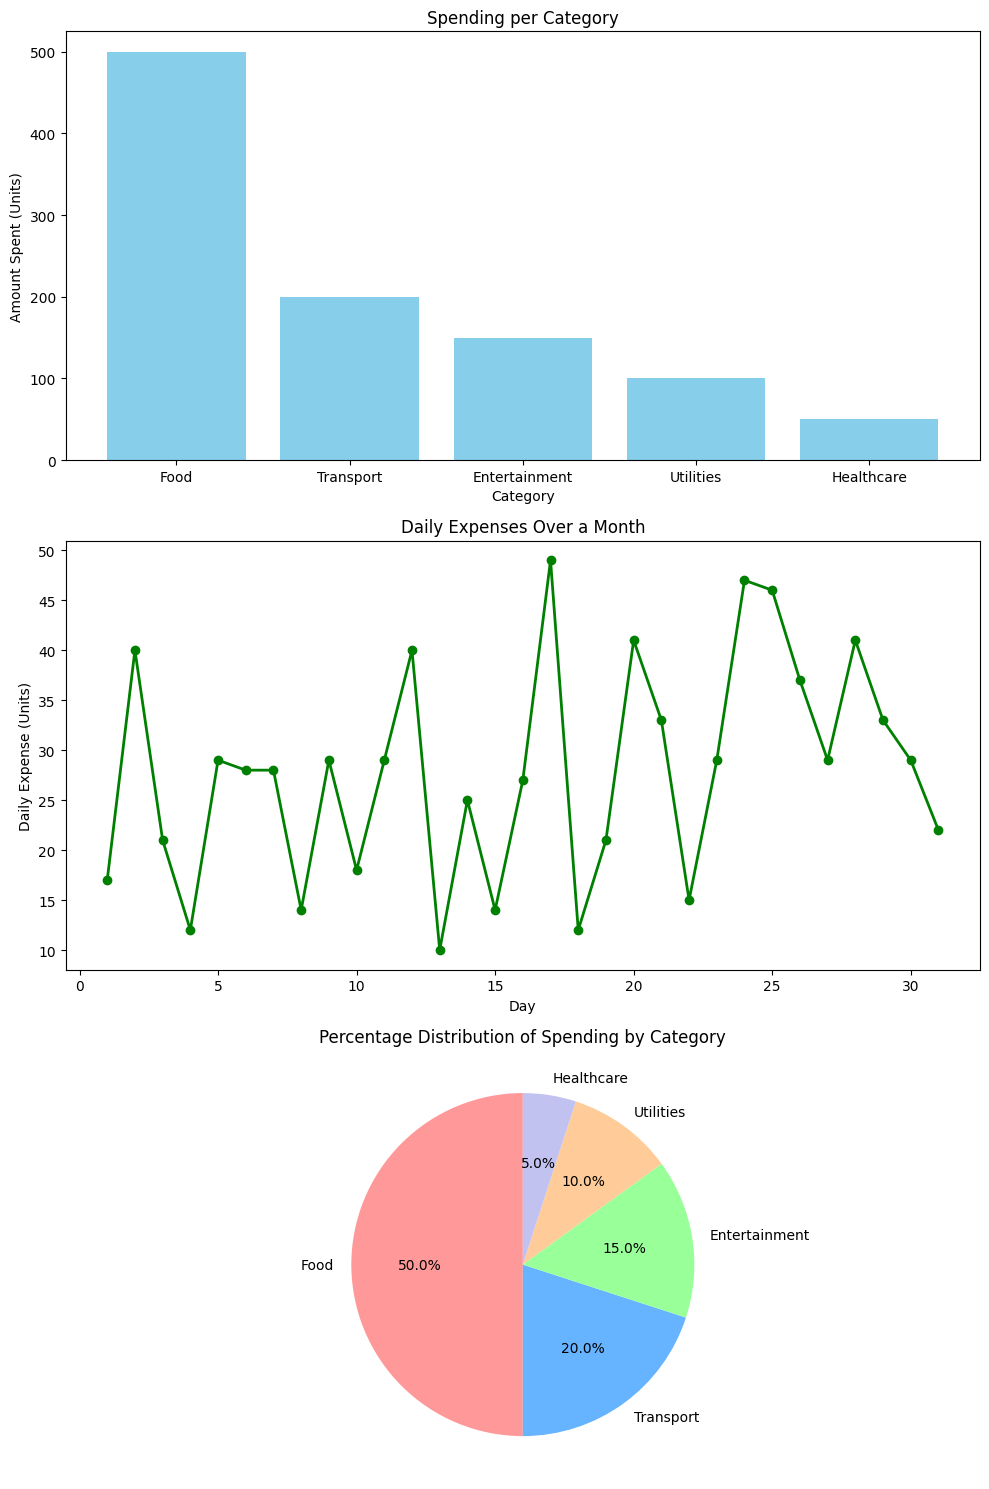 Spending per Category
500
400
300
200
100
0
Amount Spent (Units)
Food Transport Entertainment Utilities Healthcare
Category
Daily Expenses Over a Month
50
45
40
35
30
25
20
15
10
Daily Expense (Units)
0 5 10 15 20 25 30
Day
Percentage Distribution of Spending by Category
Healthcare
Utilities
5.0%
10.0%
Entertainment
15.0%
Food
50.0%
20.0%
Transport